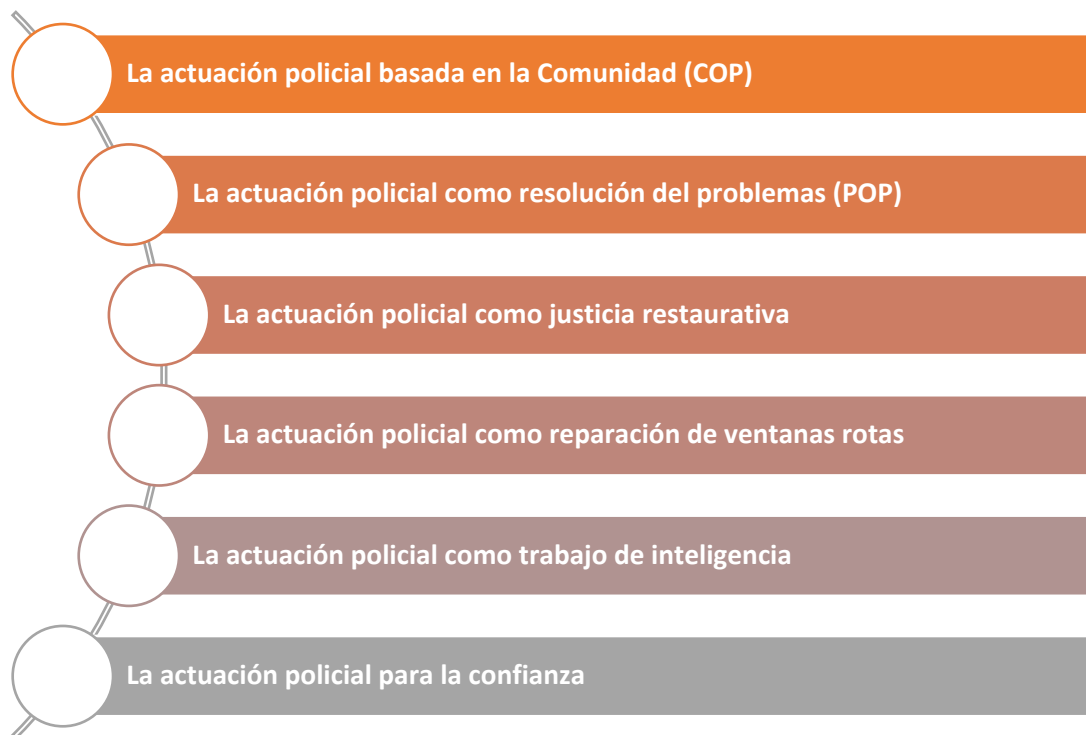 La actuación policial basada en la Comunidad (COP)
La actuación policial como resolución del problemas (POP)
La actuación policial como justicia restaurativa
La actuación policial como reparación de ventanas rotas
La actuación policial como trabajo de inteligencia
La actuación policial para la confianza